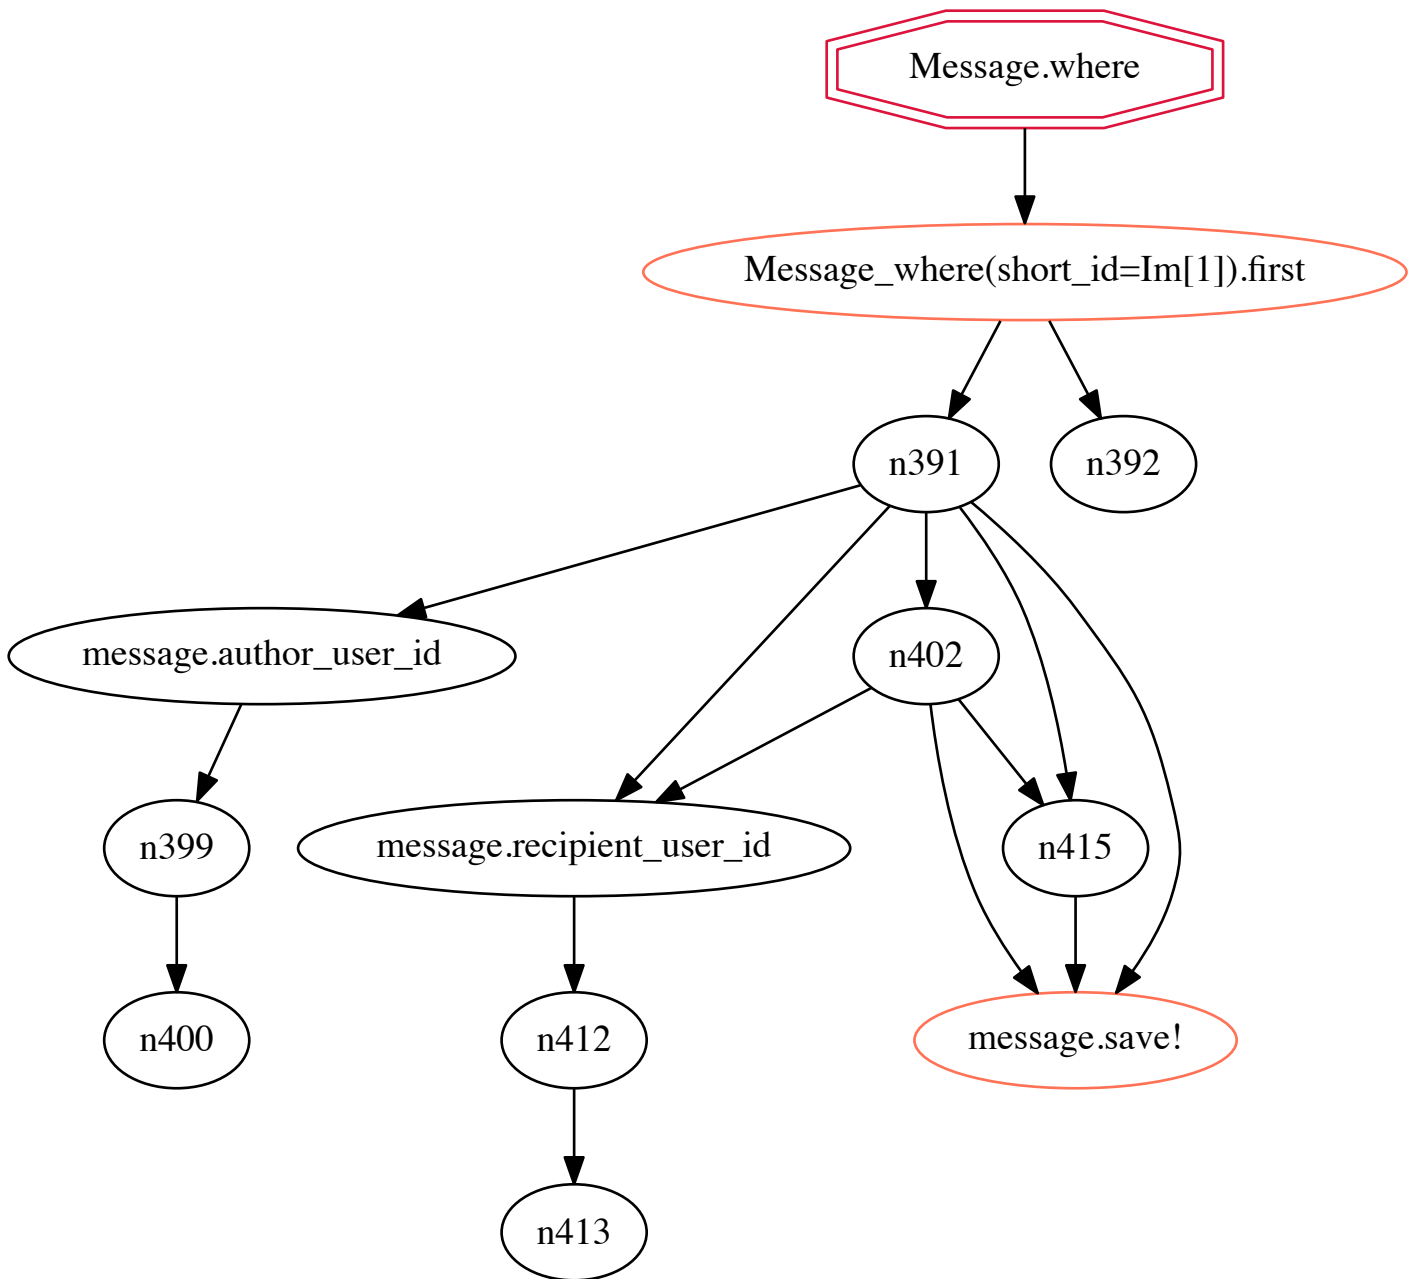 Message.where
Message_where(short_id=Im[1]).first
n391
n392
message.author_user_id
n402
n399
message.recipient_user_id
n415
n400
n412
message.save!
n413